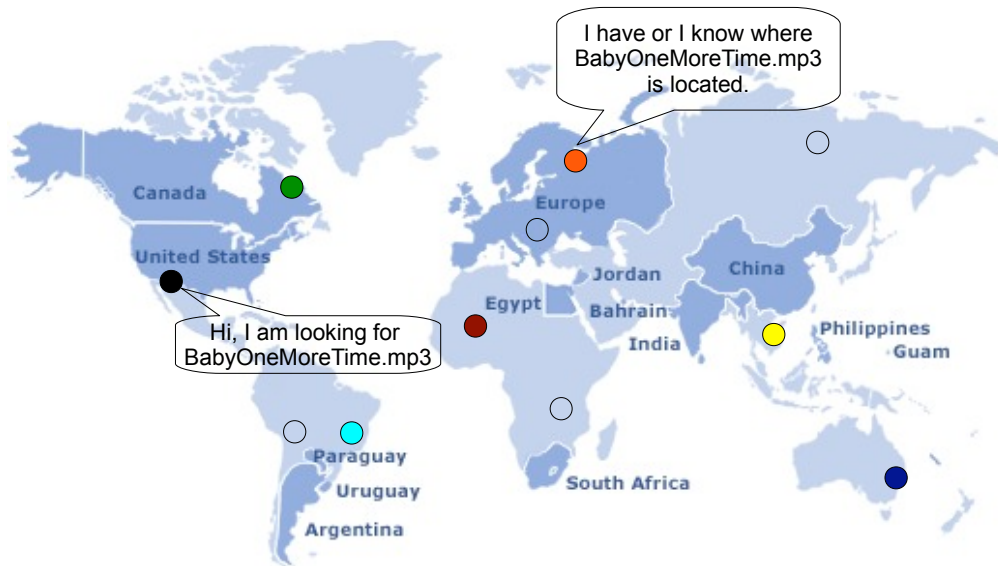 I have or I know where
BabyOneMoreTime.mp3
is located.
Canada
Europe
United States
Jordan
China
Egypt
Bahrain
Hi, I am looking for
BabyOneMoreTime.mp3
India
Philippines
Guam
Paraguay
Uruguay
South Africa
Argentina